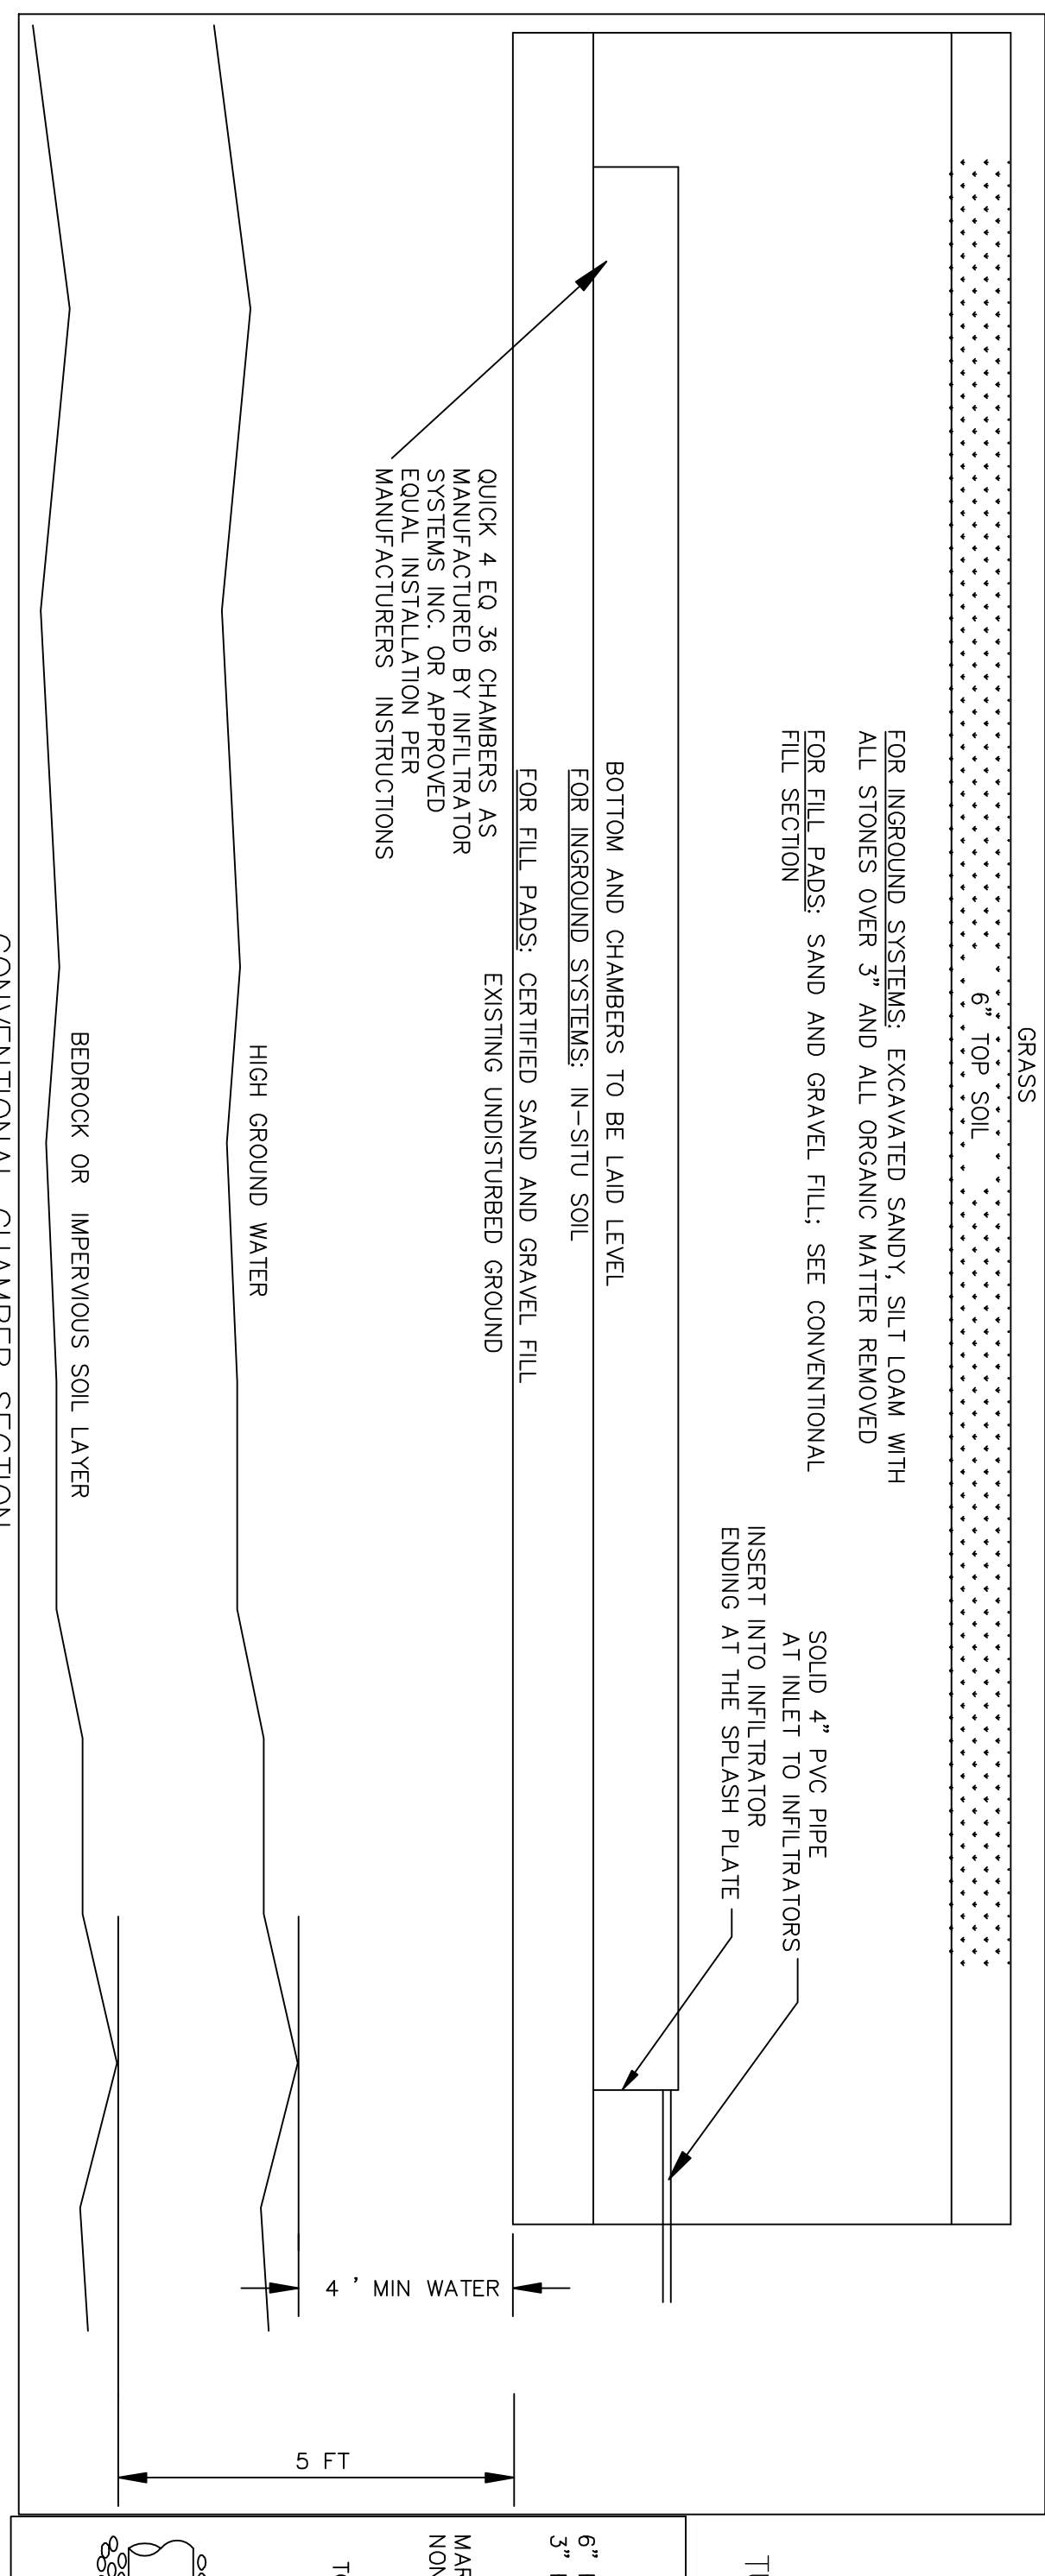 GRASS
6" TOP SOIL
FOR INGROUND SYSTEMS: EXCAVATED SANDY, SILT LOAM WITH
ALL STONES OVER 3" AND ALL ORGANIC MATTER REMOVED
FOR FILL PADS: SAND AND GRAVEL FILL; SEE CONVENTIONAL
FILL SECTION
SOLID 4" PVC PIPE
AT INLET TO INFILTRATORS
INSERT INTO INFILTRATOR
ENDING AT THE SPLASH PLATE
BOTTOM AND CHAMBERS TO BE LAID LEVEL
FOR INGROUND SYSTEMS: IN-SITU SOIL
FOR FILL PADS: CERTIFIED SAND AND GRAVEL FILL
EXISTING UNDISTURBED GROUND
QUICK 4 EQ 36 CHAMBERS AS
MANUFACTURED BY INFILTRATOR
SYSTEMS INC. OR APPROVED
EQUAL INSTALLATION PER
MANUFACTURERS INSTRUCTIONS
4 ' MIN WATER
5 FT
HIGH GROUND WATER
BEDROCK OR IMPERVIOUS SOIL LAYER
CONVENTIONAL CHAMBER SECTION
6"
3"